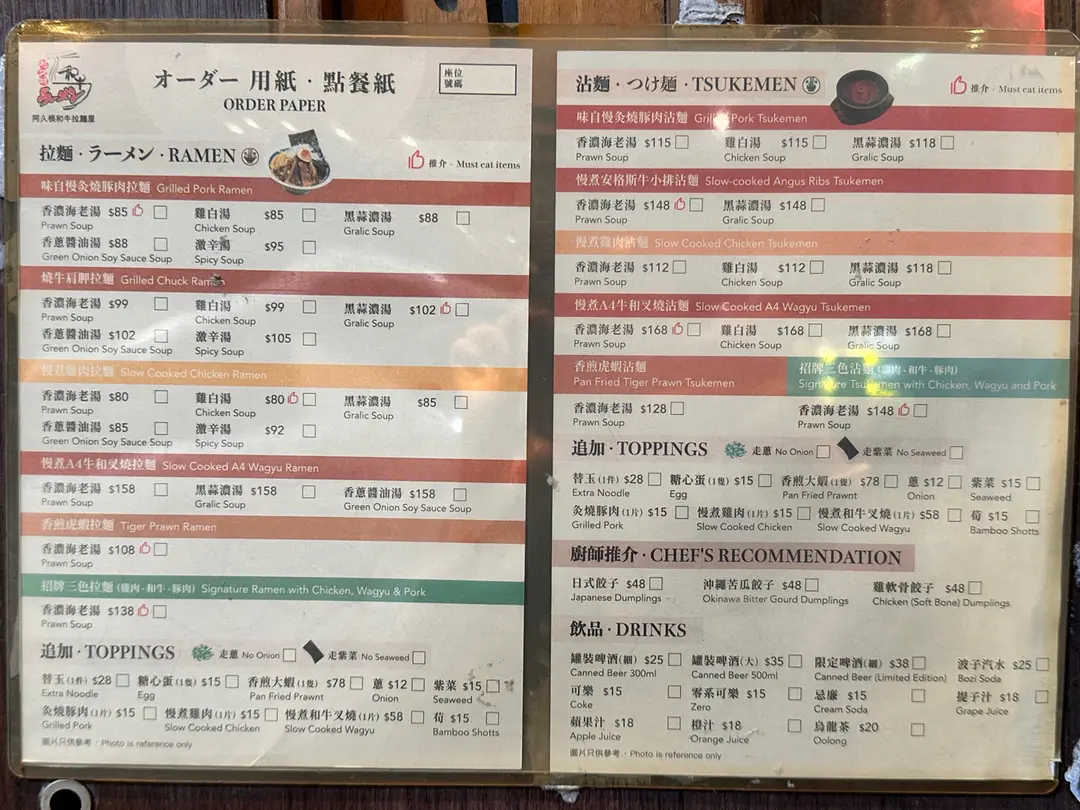 阿久根和牛拉麵屋
オーダー 用紙・點餐紙
ORDER PAPER
座位
號碼
拉麵・ラーメン・RAMEN
推介・Must eat items
味自慢灸燒豚肉拉麵 Grilled Pork Ramen
香濃海老湯 $85 雞白湯 $85 黑蒜濃湯 $88
Prawn Soup Chicken Soup Gralic Soup
香蔥醬油湯 $88 激辛湯 $95
Green Onion Soy Sauce Soup Spicy Soup
燒牛肩胛拉麵 Grilled Chuck Ramen
香濃海老湯 $99 雞白湯 $99 黑蒜濃湯 $102
Prawn Soup Chicken Soup Gralic Soup
香蔥醬油湯 $102 激辛湯 $105
Green Onion Soy Sauce Soup Spicy Soup
慢煮雞肉拉麵 Slow Cooked Chicken Ramen
香濃海老湯 $80 雞白湯 $80 黑蒜濃湯 $85
Prawn Soup Chicken Soup Gralic Soup
香蔥醬油湯 $85 激辛湯 $92
Green Onion Soy Sauce Soup Spicy Soup
慢煮A4牛和叉燒拉麵 Slow Cooked A4 Wagyu Ramen
香濃海老湯 $158 黑蒜濃湯 $158 香蔥醬油湯 $158
Prawn Soup Gralic Soup Green Onion Soy Sauce Soup
香煎虎蝦拉麵 Tiger Prawn Ramen
香濃海老湯 $108
Prawn Soup
招牌三色拉麵 (雞肉、和牛、豚肉) Signature Ramen with Chicken, Wagyu & Pork
香濃海老湯 $138
Prawn Soup
追加・TOPPINGS 走蔥 No Onion 走紫菜 No Seaweed
替玉(1件) $28 糖心蛋(1隻) $15 香煎大蝦(1隻) $78 蔥 $12 紫菜 $15
Extra Noodle Egg Pan Fried Prawnt Onion Seaweed
灸燒豚肉(1片) $15 慢煮雞肉(1片) $15 慢煮和牛叉燒(1片) $58 荀 $15
Grilled Pork Slow Cooked Chicken Slow Cooked Wagyu Bamboo Shotts
圖片只供參考・Photo is reference only
沾麵・つけ麺・TSUKEMEN
推介・Must eat items
味自慢灸燒豚肉沾麵 Grilled Pork Tsukemen
香濃海老湯 $115 雞白湯 $115 黑蒜濃湯 $118
Prawn Soup Chicken Soup Gralic Soup
慢煮安格斯牛小排沾麵 Slow-cooked Angus Ribs Tsukemen
香濃海老湯 $148 黑蒜濃湯 $148
Prawn Soup Gralic Soup
慢煮雞肉沾麵 Slow Cooked Chicken Tsukemen
香濃海老湯 $112 雞白湯 $112 黑蒜濃湯 $118
Prawn Soup Chicken Soup Gralic Soup
慢煮A4牛和叉燒沾麵 Slow Cooked A4 Wagyu Tsukemen
香濃海老湯 $168 雞白湯 $168 黑蒜濃湯 $168
Prawn Soup Chicken Soup Gralic Soup
香煎虎蝦沾麵
Pan Fried Tiger Prawn Tsukemen
招牌三色沾麵 (雞肉、和牛、豚肉)
Signature Tsukemen with Chicken, Wagyu and Pork
香濃海老湯 $128 香濃海老湯 $148
Prawn Soup Prawn Soup
追加・TOPPINGS 走蔥 No Onion 走紫菜 No Seaweed
替玉(1件) $28 糖心蛋(1隻) $15 香煎大蝦(1隻) $78 蔥 $12 紫菜 $15
Extra Noodle Egg Pan Fried Prawnt Onion Seaweed
灸燒豚肉(1片) $15 慢煮雞肉(1片) $15 慢煮和牛叉燒(1片) $58 荀 $15
Grilled Pork Slow Cooked Chicken Slow Cooked Wagyu Bamboo Shotts
廚師推介・CHEF'S RECOMMENDATION
日式餃子 $48 沖繩苦瓜餃子 $48 雞軟骨餃子 $48
Japanese Dumplings Okinawa Bitter Gourd Dumplings Chicken (Soft Bone) Dumplings
飲品・DRINKS
罐裝啤酒(細) $25 罐裝啤酒(大) $35 限定啤酒(細) $38 波子汽水 $25
Canned Beer 300ml Canned Beer 500ml Canned Beer (Limited Edition) Bozi Soda
可樂 $15 零系可樂 $15 忌廉 $15 提子汁 $18
Coke Zero Cream Soda Grape Juice
蘋果汁 $18 橙汁 $18 烏龍茶 $20
Apple Juice Orange Juice Oolong
圖片只供參考・Photo is reference only